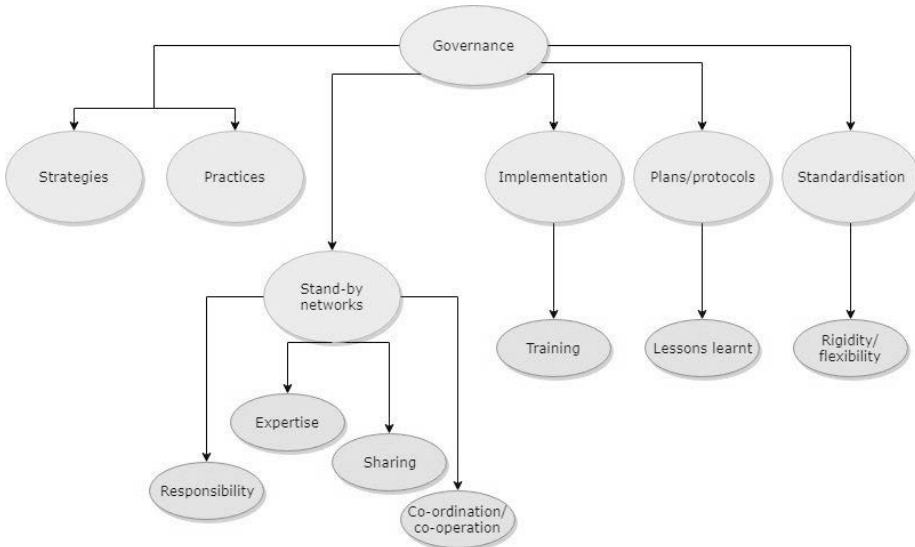 Governance
Strategies
Practices
Implementation
Plans/protocols
Standardisation
Stand-by
networks
Training
Lessons learnt
Rigidity/
flexibility
Expertise
Sharing
Responsibility
Co-ordination/
co-operation